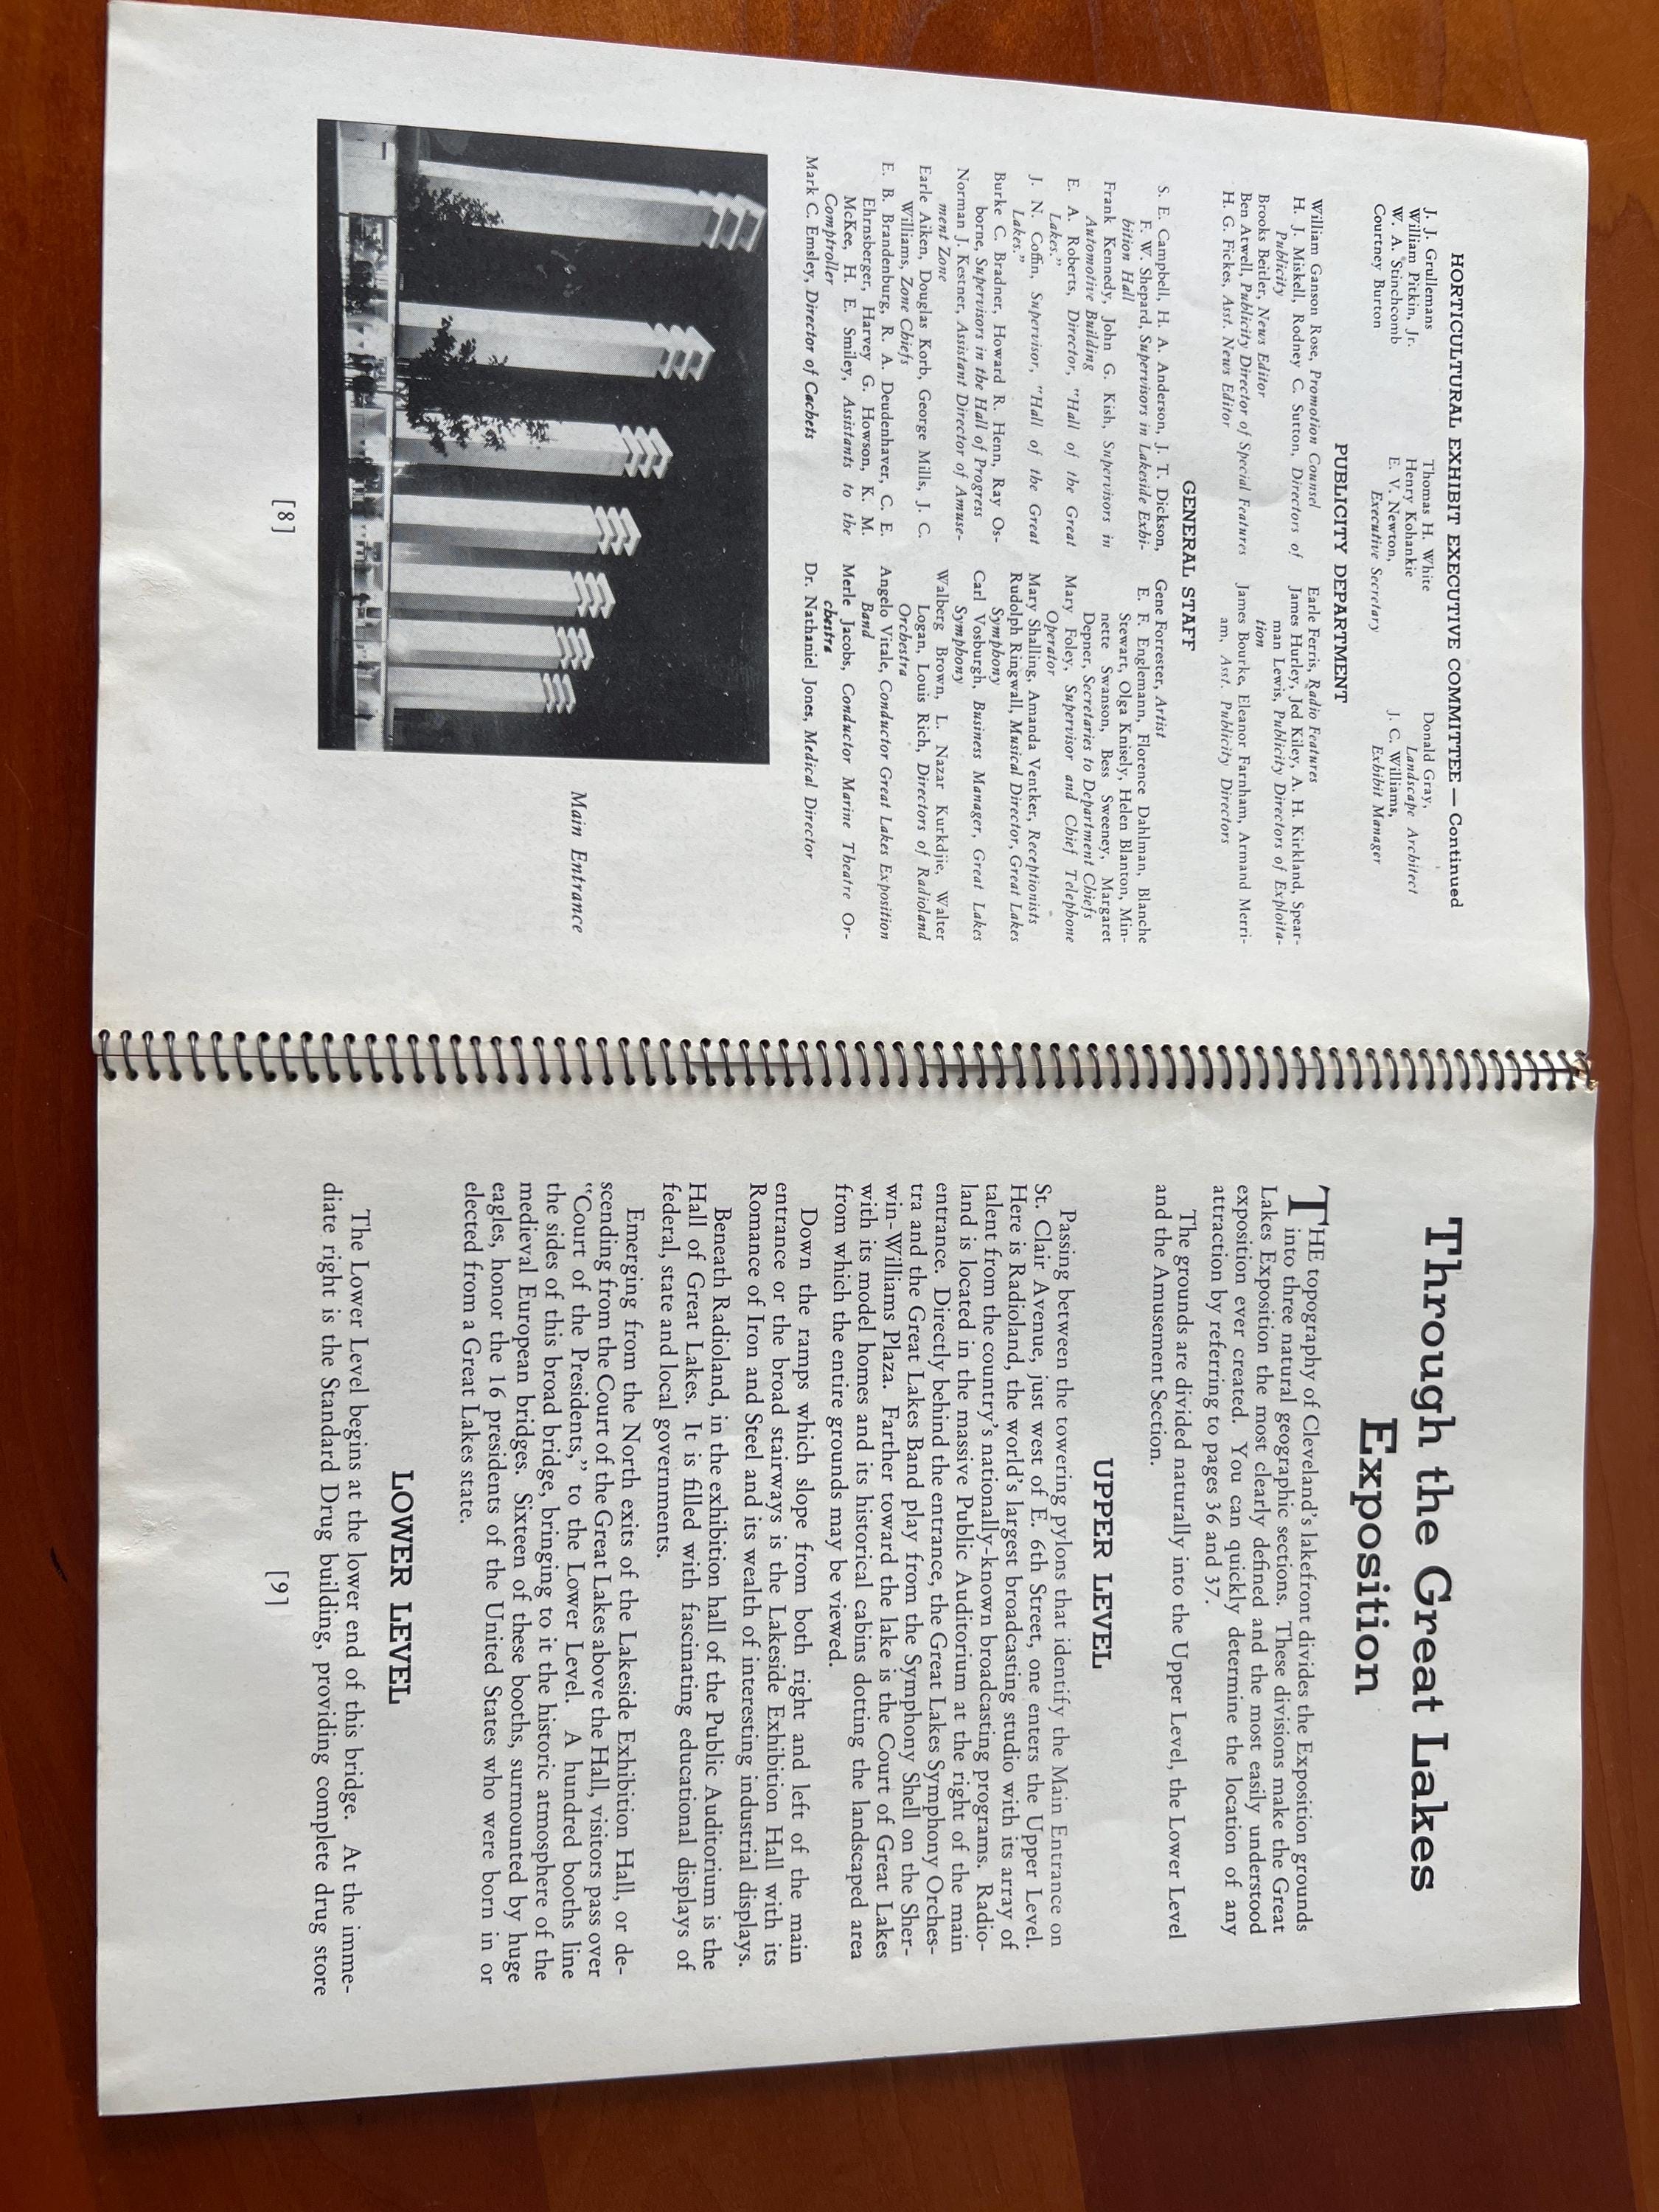 HORTICULTURAL EXHIBIT EXECUTIVE COMMITTEE — Continued
J. J. Grullemans
William Pitkin, Jr.
W. A. Stinchcomb
Courtney Burton
Thomas H. White
Henry Kohankie
E. V. Newton,
Executive Secretary
Donald Gray,
Landscape Architect
J. C. Williams,
Exhibit Manager
PUBLICITY DEPARTMENT
William Ganson Rose, Promotion Counsel
H. J. Miskell, Rodney C. Sutton, Directors of
Publicity
Brooks Beitler, News Editor
Ben Atwell, Publicity Director of Special Features
H. G. Fickes, Asst. News Editor
Earle Ferris, Radio Features
James Hurley, Jed Kiley, A. H. Kirkland, Spear-
man Lewis, Publicity Directors of Exploita-
tion
James Bourke, Eleanor Farnham, Armand Merri-
am, Asst. Publicity Directors
GENERAL STAFF
S. E. Campbell, H. A. Anderson, J. T. Dickson,
F. W. Shepard, Supervisors in Lakeside Exhi-
bition Hall
Frank Kennedy, John G. Kish, Supervisors in
Automotive Building
E. A. Roberts, Director, "Hall of the Great
Lakes."
J. N. Coffin, Supervisor, "Hall of the Great
Lakes."
Burke C. Bradner, Howard R. Henn, Ray Os-
borne, Supervisors in the Hall of Progress
Norman J. Kestner, Assistant Director of Amuse-
ment Zone
Earle Aiken, Douglas Korb, George Mills, J. C.
Williams, Zone Chiefs
E. B. Brandenburg, R. A. Deudenhaver, C. E.
Ehrnsberger, Harvey G. Howson, K. M.
McKee, H. E. Smiley, Assistants to the
Comptroller
Mark C. Emsley, Director of Cachets
Gene Forrester, Artist
E. F. Englemann, Florence Dahlman, Blanche
Stewart, Olga Knisely, Helen Blanton, Min-
nette Swanson, Bess Sweeney, Margaret
Depner, Secretaries to Department Chiefs
Mary Foley, Supervisor and Chief Telephone
Operator
Mary Shalling, Amanda Ventker, Receptionists
Rudolph Ringwall, Musical Director, Great Lakes
Symphony
Carl Vosburgh, Business Manager, Great Lakes
Symphony
Walberg Brown, L. Nazar Kurkdjie, Walter
Logan, Louis Rich, Directors of Radioland
Orchestra
Angelo Vitale, Conductor Great Lakes Exposition
Band
Merle Jacobs, Conductor Marine Theatre Or-
chestra
Dr. Nathaniel Jones, Medical Director
Main Entrance
[8]
Through the Great Lakes
Exposition
THE topography of Cleveland's lakefront divides the Exposition grounds
into three natural geographic sections. These divisions make the Great
Lakes Exposition the most clearly defined and the most easily understood
exposition ever created. You can quickly determine the location of any
attraction by referring to pages 36 and 37.
The grounds are divided naturally into the Upper Level, the Lower Level
and the Amusement Section.
UPPER LEVEL
Passing between the towering pylons that identify the Main Entrance on
St. Clair Avenue, just west of E. 6th Street, one enters the Upper Level.
Here is Radioland, the world's largest broadcasting studio with its array of
talent from the country's nationally-known broadcasting programs. Radio-
land is located in the massive Public Auditorium at the right of the main
entrance. Directly behind the entrance, the Great Lakes Symphony Orches-
tra and the Great Lakes Band play from the Symphony Shell on the Sher-
win-Williams Plaza. Farther toward the lake is the Court of Great Lakes
with its model homes and its historical cabins dotting the landscaped area
from which the entire grounds may be viewed.
Down the ramps which slope from both right and left of the main
entrance or the broad stairways is the Lakeside Exhibition Hall with its
Romance of Iron and Steel and its wealth of interesting industrial displays.
Beneath Radioland, in the exhibition hall of the Public Auditorium is the
Hall of Great Lakes. It is filled with fascinating educational displays of
federal, state and local governments.
Emerging from the North exits of the Lakeside Exhibition Hall, or de-
scending from the Court of the Great Lakes above the Hall, visitors pass over
"Court of the Presidents," to the Lower Level. A hundred booths line
the sides of this broad bridge, bringing to it the historic atmosphere of the
medieval European bridges. Sixteen of these booths, surmounted by huge
eagles, honor the 16 presidents of the United States who were born in or
elected from a Great Lakes state.
LOWER LEVEL
The Lower Level begins at the lower end of this bridge. At the imme-
diate right is the Standard Drug building, providing complete drug store
[9]